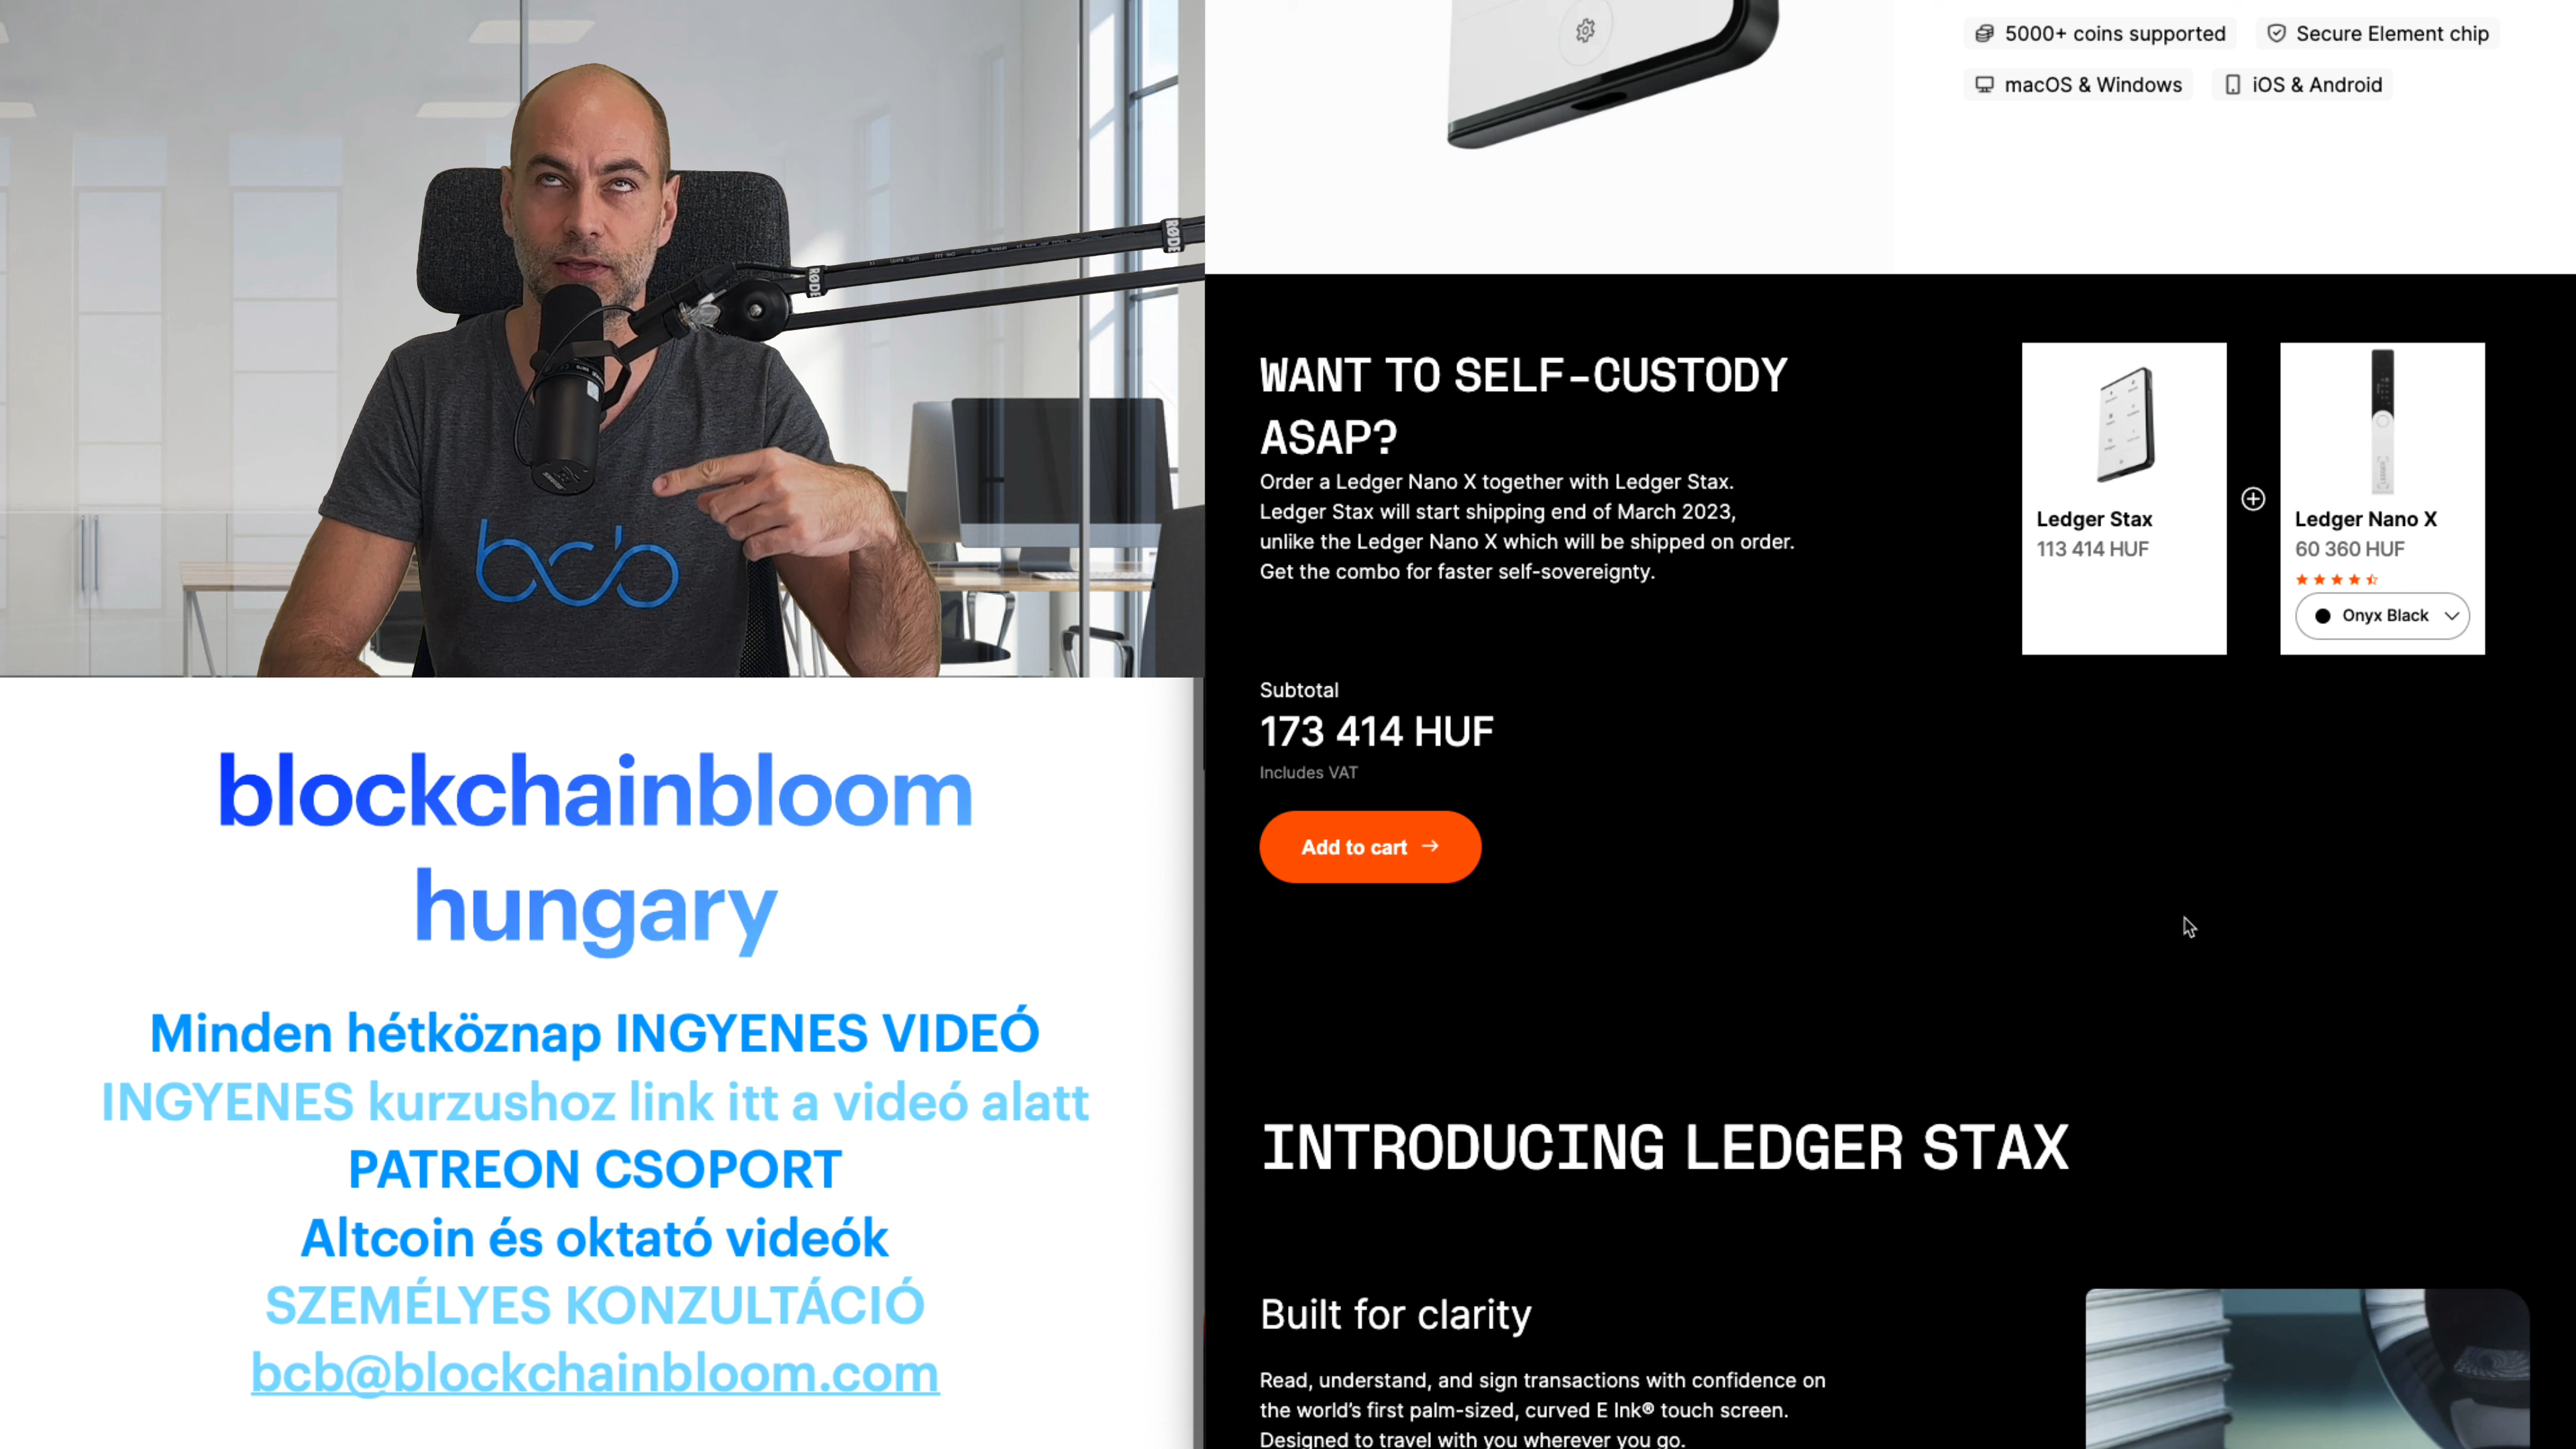 RØDE
RØDE
bcb
blockchainbloom
hungary
Minden hétköznap INGYENES VIDEÓ
INGYENES kurzushoz link itt a videó alatt
PATREON CSOPORT
Altcoin és oktató videók
SZEMÉLYES KONZULTÁCIÓ
bcb@blockchainbloom.com
5000+ coins supported
Secure Element chip
macOS & Windows
iOS & Android
WANT TO SELF-CUSTODY
ASAP?
Order a Ledger Nano X together with Ledger Stax.
Ledger Stax will start shipping end of March 2023,
unlike the Ledger Nano X which will be shipped on order.
Get the combo for faster self-sovereignty.
Ledger Stax
113 414 HUF
LEDGER
Ledger Nano X
60 360 HUF
Onyx Black
Subtotal
173 414 HUF
Includes VAT
Add to cart →
INTRODUCING LEDGER STAX
Built for clarity
Read, understand, and sign transactions with confidence on
the world's first palm-sized, curved E Ink® touch screen.
Designed to travel with you wherever you go.